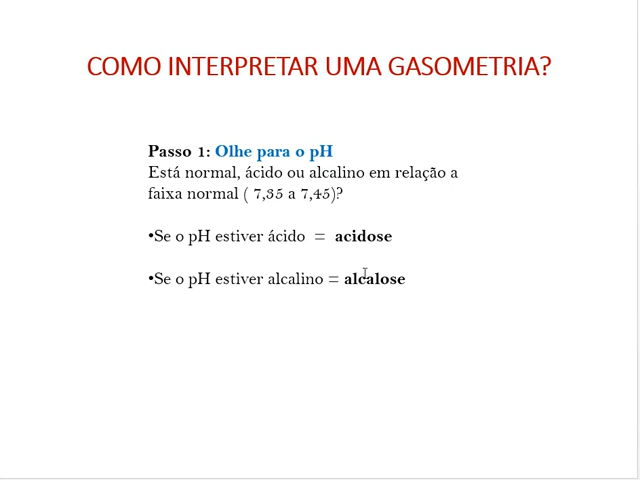 COMO INTERPRETAR UMA GASOMETRIA?
Passo 1: Olhe para o pH
Está normal, ácido ou alcalino em relação a
faixa normal ( 7,35 a 7,45)?
•Se o pH estiver ácido = acidose
•Se o pH estiver alcalino = alcalose